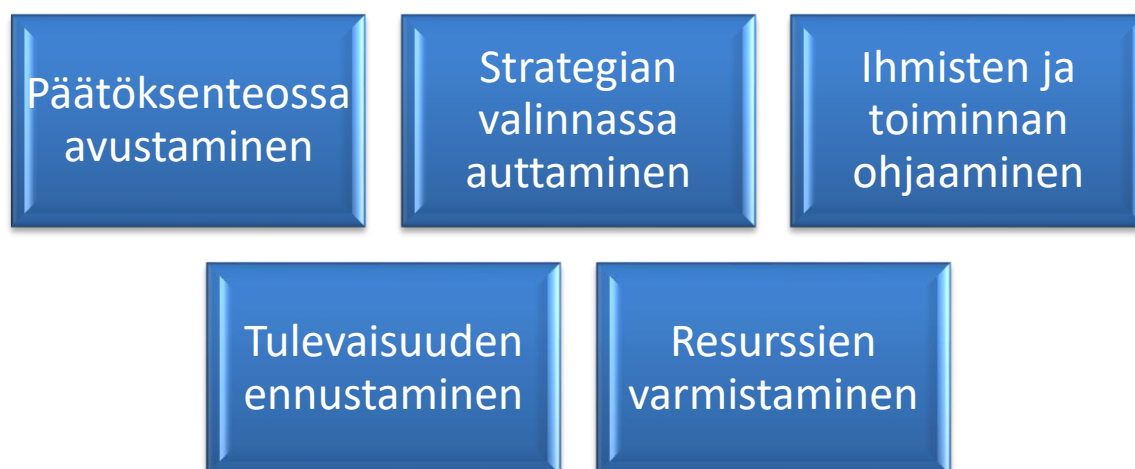 Päätöksenteossa
avustaminen
Strategian
valinnassa
auttaminen
Ihmisten ja
toiminnan
ohjaaminen
Tulevaisuuden
ennustaminen
Resurssien
varmistaminen